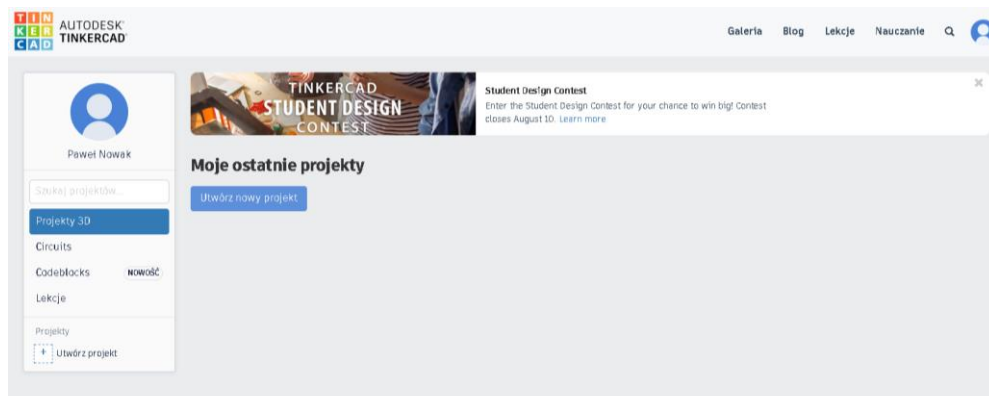 TIN
KER
CAD
AUTODESK
TINKERCAD
Galeria Blog Lekcje Nauczanie
TINKERCAD
STUDENT DESIGN
CONTEST
Student Design Contest
Enter the Student Design Contest for your chance to win big! Contest
closes August 10. Learn more
Paweł Nowak
Szukaj projektów...
Projekty 3D
Circuits
Codeblocks NOWOŚĆ
Lekcje
Projekty
+ Utwórz projekt
Moje ostatnie projekty
Utwórz nowy projekt